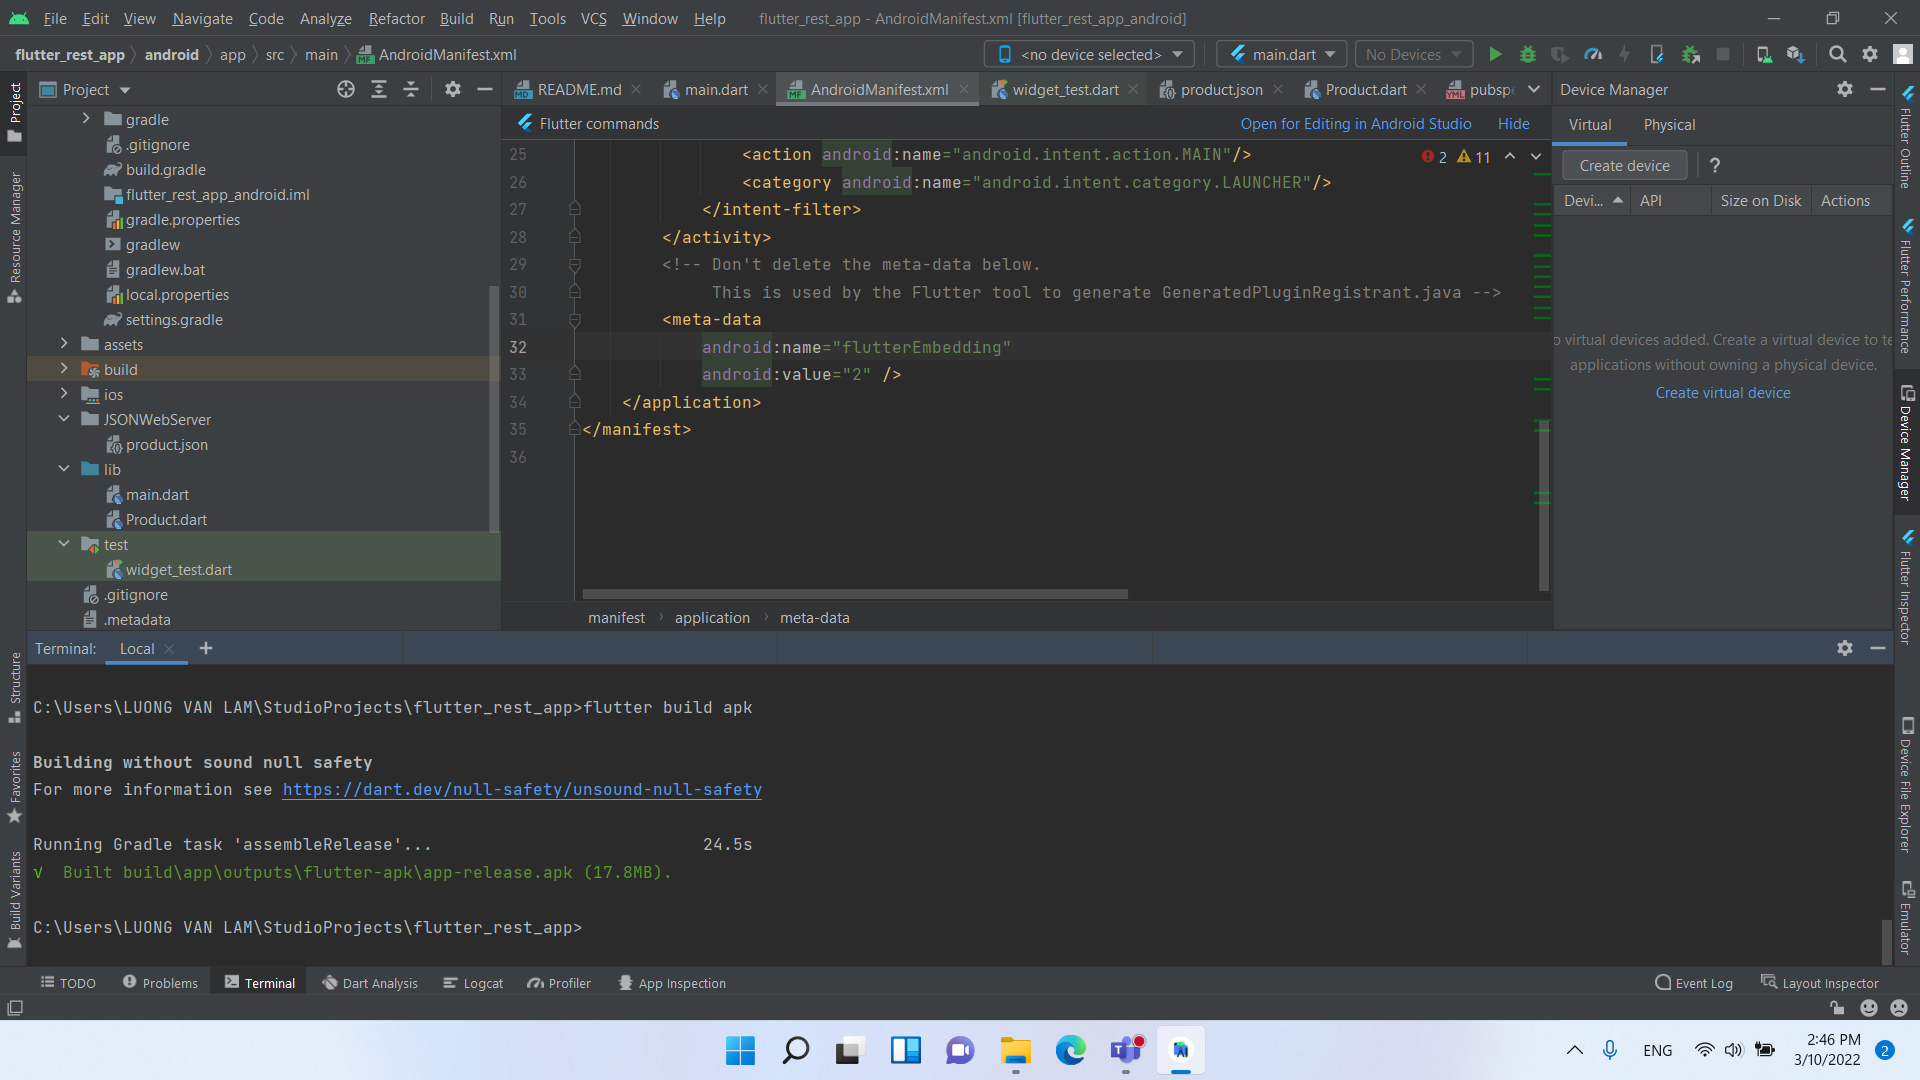 File Edit View Navigate Code Analyze Refactor Build Run Tools VCS Window Help flutter_rest_app - AndroidManifest.xml [flutter_rest_app_android]
flutter_rest_app android app src main AndroidManifest.xml <no device selected> main.dart No Devices
Project
README.md main.dart AndroidManifest.xml widget_test.dart product.json Product.dart pubspe
Device Manager
Flutter commands Open for Editing in Android Studio Hide
Virtual Physical
Create device ?
Devi... API Size on Disk Actions
o virtual devices added. Create a virtual device to te
applications without owning a physical device.
Create virtual device
gradle
.gitignore
build.gradle
flutter_rest_app_android.iml
gradle.properties
gradlew
gradlew.bat
local.properties
settings.gradle
assets
build
ios
JSONWebServer
product.json
lib
main.dart
Product.dart
test
widget_test.dart
.gitignore
.metadata
2 11
25 <action android:name="android.intent.action.MAIN"/>
26 <category android:name="android.intent.category.LAUNCHER"/>
27 </intent-filter>
28 </activity>
29 <!-- Don't delete the meta-data below.
30 This is used by the Flutter tool to generate GeneratedPluginRegistrant.java -->
31 <meta-data
32 android:name="flutterEmbedding"
33 android:value="2" />
34 </application>
35 </manifest>
36
manifest application meta-data
Project
Resource Manager
Structure
Favorites
Build Variants
Flutter Outline
Flutter Performance
Device Manager
Flutter Inspector
Device File Explorer
Emulator
Terminal: Local
C:\Users\LUONG VAN LAM\StudioProjects\flutter_rest_app>flutter build apk
Building without sound null safety
For more information see https://dart.dev/null-safety/unsound-null-safety
Running Gradle task 'assembleRelease'... 24.5s
√ Built build\app\outputs\flutter-apk\app-release.apk (17.8MB).
C:\Users\LUONG VAN LAM\StudioProjects\flutter_rest_app>
TODO Problems Terminal Dart Analysis Logcat Profiler App Inspection Event Log Layout Inspector
ENG 2:46 PM
3/10/2022 2